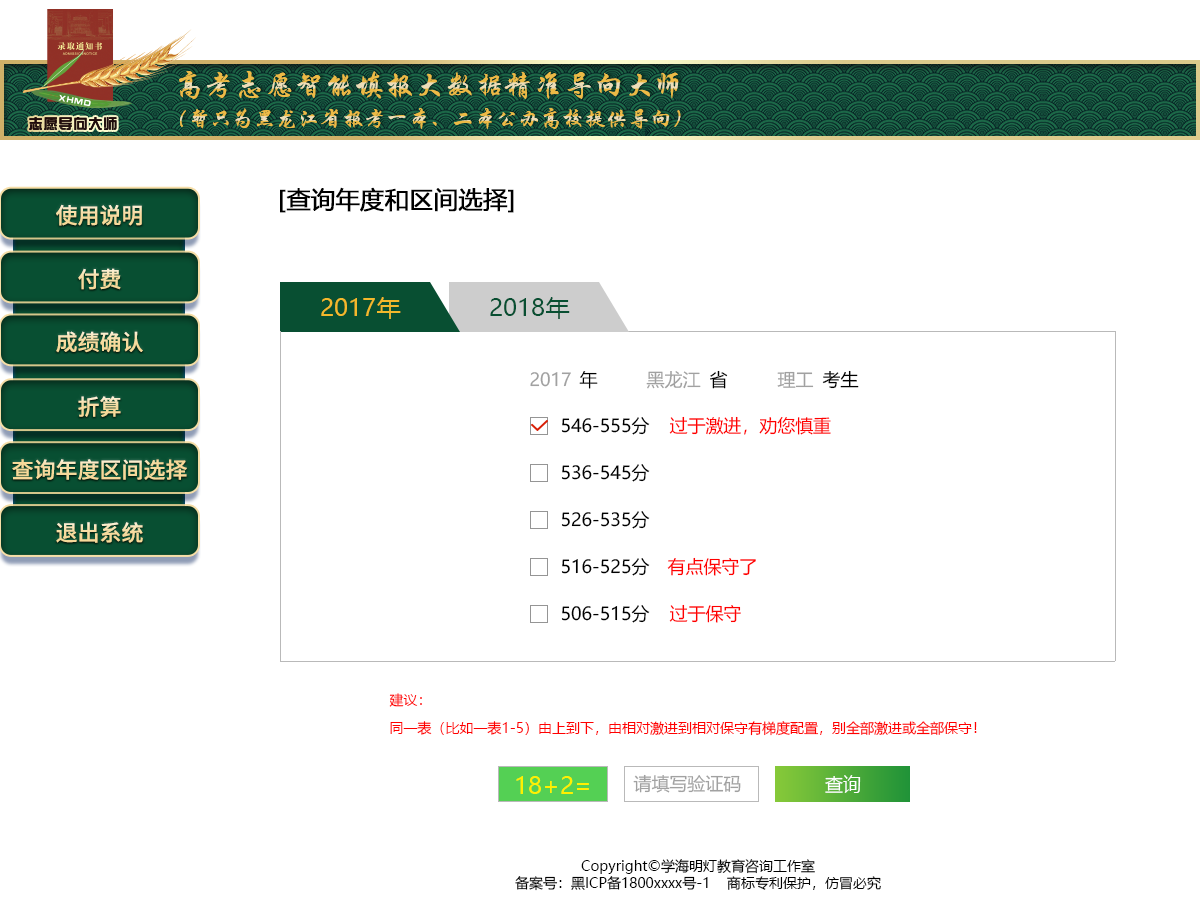 录取通知书
ADMISSION NOTICE
XHMD
志愿导向大师
高考志愿智能填报大数据精准导向大师
(暂只为黑龙江省报考一本、二本公办高校提供导向)
使用说明
付费
成绩确认
折算
查询年度区间选择
退出系统
[查询年度和区间选择]
2017年 2018年
2017 年 黑龙江 省 理工 考生
546-555分 过于激进，劝您慎重
536-545分
526-535分
516-525分 有点保守了
506-515分 过于保守
建议：
同一表（比如一表1-5）由上到下，由相对激进到相对保守有梯度配置，别全部激进或全部保守！
18+2= 请填写验证码 查询
Copyright©学海明灯教育咨询工作室
备案号：黑ICP备1800xxxx号-1 商标专利保护，仿冒必究